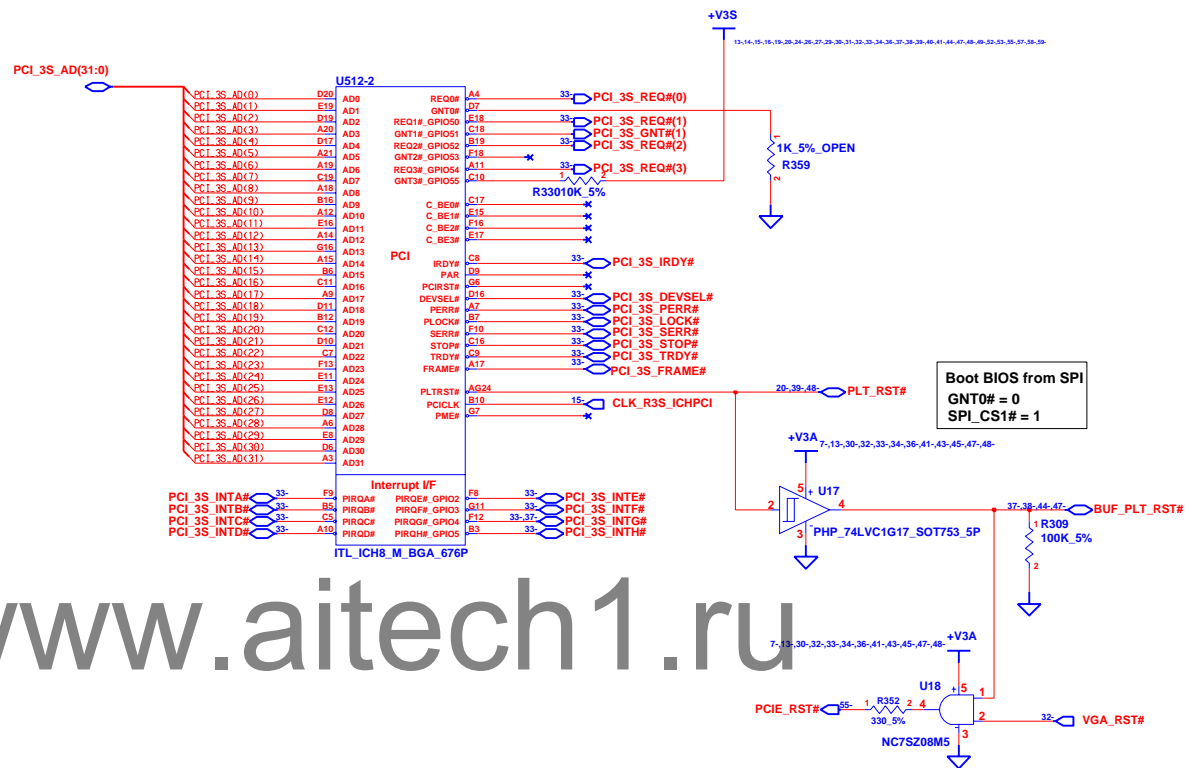 +V3S
13-,14-,15-,16-,19-,20-,24-,26-,27-,29-,30-,31-,32-,33-,34-,36-,37-,38-,39-,40-,41-,44-,47-,48-,49-,52-,53-,55-,57-,58-,59-
PCI_3S_AD(31:0)
U512-2
PCI_3S_AD(0) D20 AD0 REQ0# A4 33- PCI_3S_REQ#(0)
PCI_3S_AD(1) E19 AD1 GNT0# D7
PCI_3S_AD(2) D19 AD2 REQ1#_GPIO50 E18 33- PCI_3S_REQ#(1)
PCI_3S_AD(3) A20 AD3 GNT1#_GPIO51 C18 PCI_3S_GNT#(1)
PCI_3S_AD(4) D17 AD4 REQ2#_GPIO52 B19 33- PCI_3S_REQ#(2)
PCI_3S_AD(5) A21 AD5 GNT2#_GPIO53 F18
PCI_3S_AD(6) A19 AD6 REQ3#_GPIO54 A11 33- PCI_3S_REQ#(3)
PCI_3S_AD(7) C19 AD7 GNT3#_GPIO55 C10 1 2
R33010K_5%
1
1K_5%_OPEN
R359
2
PCI_3S_AD(8) A18 AD8
PCI_3S_AD(9) B16 AD9 C_BE0# C17
PCI_3S_AD(10) A12 AD10 C_BE1# E15
PCI_3S_AD(11) E16 AD11 C_BE2# F16
PCI_3S_AD(12) A14 AD12 C_BE3# E17
PCI_3S_AD(13) G16 AD13
PCI
PCI_3S_AD(14) A15 AD14 IRDY# C8 33- PCI_3S_IRDY#
PCI_3S_AD(15) B6 AD15 PAR D9
PCI_3S_AD(16) C11 AD16 PCIRST# G6
PCI_3S_AD(17) A9 AD17 DEVSEL# D16 33- PCI_3S_DEVSEL#
PCI_3S_AD(18) D11 AD18 PERR# A7 33- PCI_3S_PERR#
PCI_3S_AD(19) B12 AD19 PLOCK# B7 33- PCI_3S_LOCK#
PCI_3S_AD(20) C12 AD20 SERR# F10 33- PCI_3S_SERR#
PCI_3S_AD(21) D10 AD21 STOP# C16 33- PCI_3S_STOP#
PCI_3S_AD(22) C7 AD22 TRDY# C9 33- PCI_3S_TRDY#
PCI_3S_AD(23) F13 AD23 FRAME# A17 33- PCI_3S_FRAME#
PCI_3S_AD(24) E11 AD24
PCI_3S_AD(25) E13 AD25 PLTRST# AG24 20-,39-,48- PLT_RST#
PCI_3S_AD(26) E12 AD26 PCICLK B10 15- CLK_R3S_ICHPCI
PCI_3S_AD(27) D8 AD27 PME# G7
PCI_3S_AD(28) A6 AD28
PCI_3S_AD(29) E8 AD29
PCI_3S_AD(30) D6 AD30
PCI_3S_AD(31) A3 AD31
Boot BIOS from SPI
GNT0# = 0
SPI_CS1# = 1
Interrupt I/F
PCI_3S_INTA# 33- F9 PIRQA# PIRQE#_GPIO2 F8 33- PCI_3S_INTE#
PCI_3S_INTB# 33- B5 PIRQB# PIRQF#_GPIO3 G11 33- PCI_3S_INTF#
PCI_3S_INTC# 33- C5 PIRQC# PIRQG#_GPIO4 F12 33-,37- PCI_3S_INTG#
PCI_3S_INTD# 33- A10 PIRQD# PIRQH#_GPIO5 B3 33- PCI_3S_INTH#
ITL_ICH8_M_BGA_676P
+V3A
7-,13-,30-,32-,33-,34-,36-,41-,43-,45-,47-,48-
5 + U17
2 4
3 -
PHP_74LVC1G17_SOT753_5P
37-,38-,44-,47- BUF_PLT_RST#
1 R309
100K_5%
2
www.aitech1.ru
+V3A
7-,13-,30-,32-,33-,34-,36-,41-,43-,45-,47-,48-
U18 + 5 1
PCIE_RST# 55- 1 R352 2 4
330_5%
2 32- VGA_RST#
- 3
NC7SZ08M5